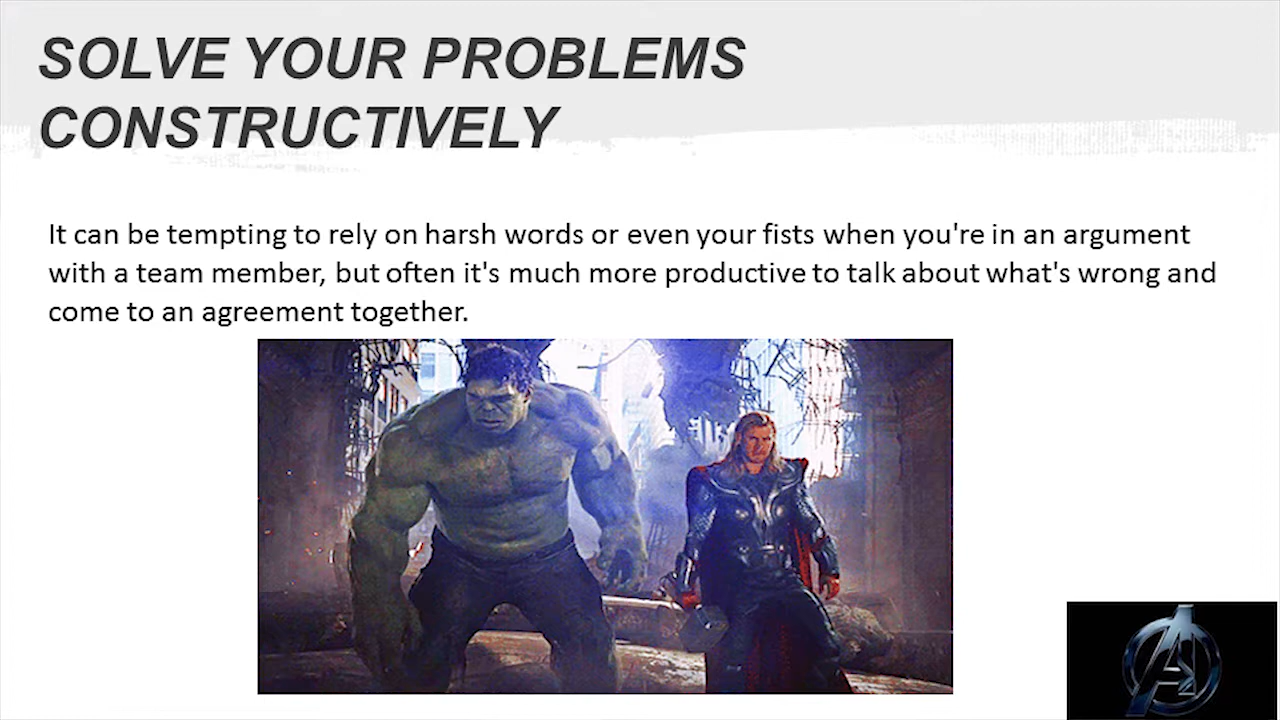 SOLVE YOUR PROBLEMS
CONSTRUCTIVELY
It can be tempting to rely on harsh words or even your fists when you're in an argument
with a team member, but often it's much more productive to talk about what's wrong and
come to an agreement together.